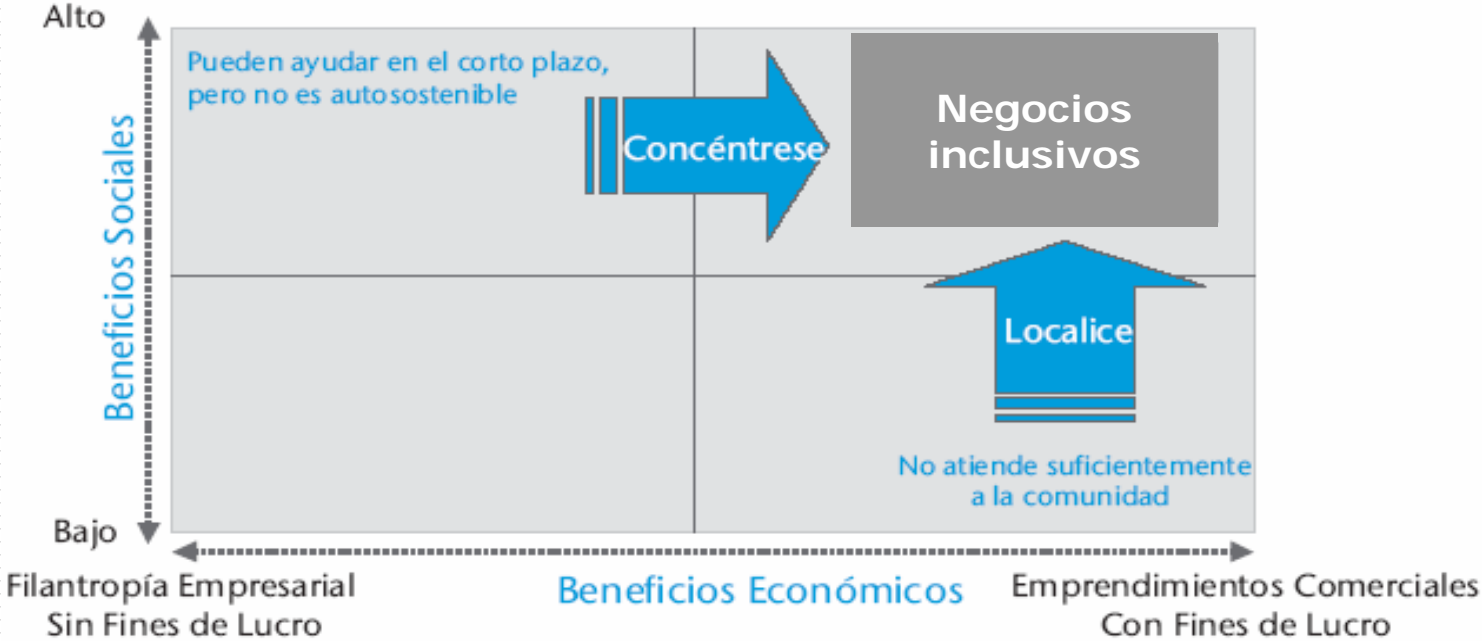 Alto
Pueden ayudar en el corto plazo,
pero no es autosostenible
Concéntrese
Negocios
inclusivos
Beneficios Sociales
Localice
No atiende suficientemente
a la comunidad
Bajo
Filantropía Empresarial
Sin Fines de Lucro
Beneficios Económicos
Emprendimientos Comerciales
Con Fines de Lucro